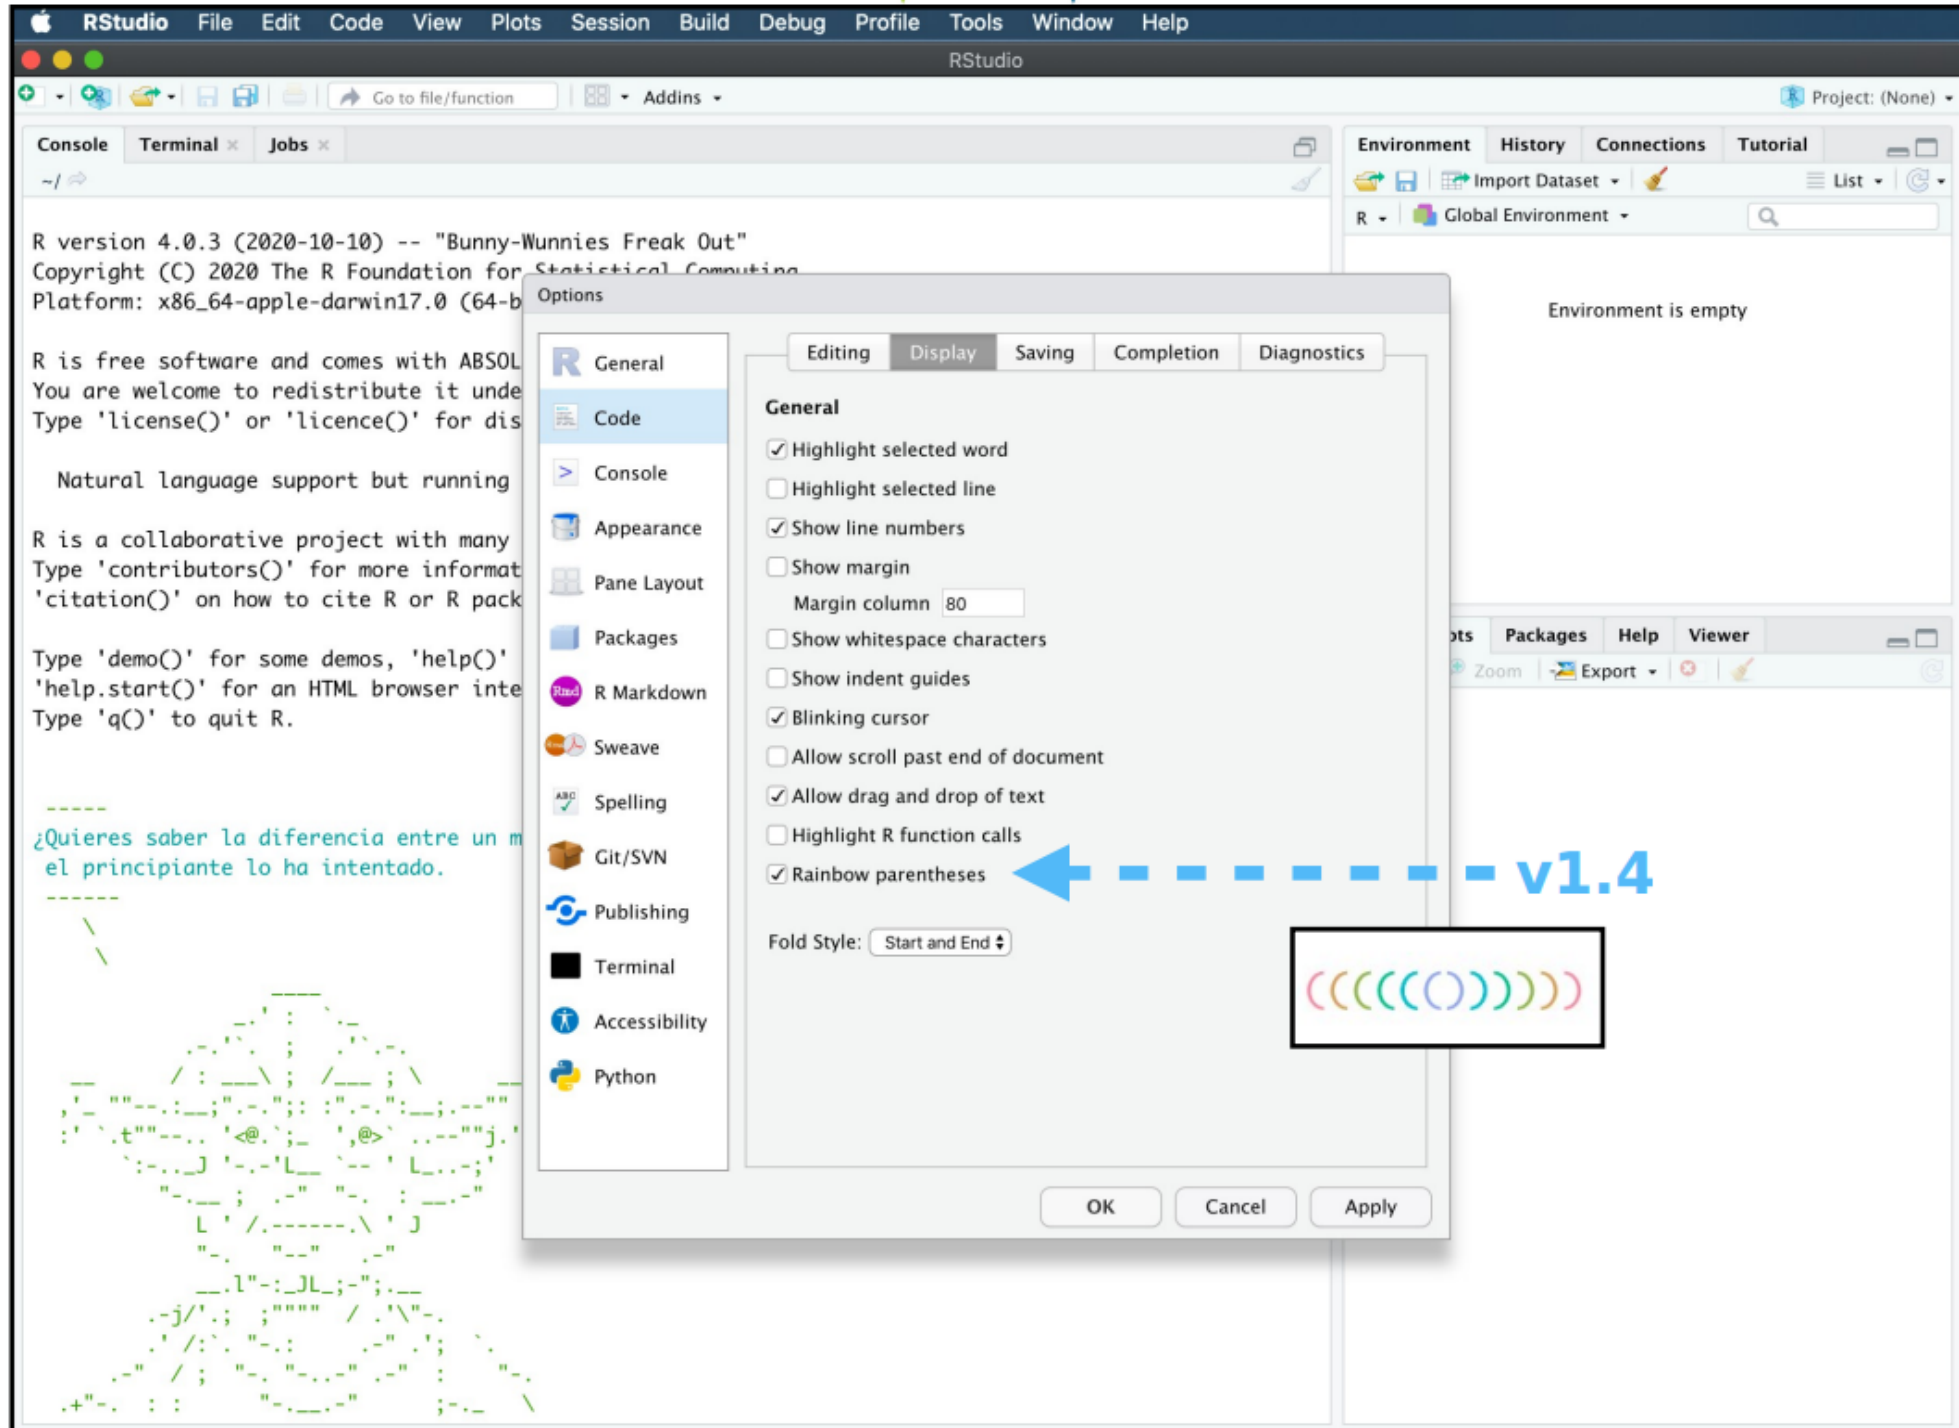 RStudio File Edit Code View Plots Session Build Debug Profile Tools Window Help
RStudio
Go to file/function Addins Project: (None)
Console Terminal Jobs
~/
R version 4.0.3 (2020-10-10) -- "Bunny-Wunnies Freak Out"
Copyright (C) 2020 The R Foundation for Statistical Computing
Platform: x86_64-apple-darwin17.0 (64-b
R is free software and comes with ABSOL
You are welcome to redistribute it unde
Type 'license()' or 'licence()' for dis
Natural language support but running
R is a collaborative project with many
Type 'contributors()' for more informat
'citation()' on how to cite R or R pack
Type 'demo()' for some demos, 'help()'
'help.start()' for an HTML browser inte
Type 'q()' to quit R.
-----
¿Quieres saber la diferencia entre un m
el principiante lo ha intentado.
------
Options
General
Code
Console
Appearance
Pane Layout
Packages
R Markdown
Sweave
Spelling
Git/SVN
Publishing
Terminal
Accessibility
Python
Editing Display Saving Completion Diagnostics
General
Highlight selected word
Highlight selected line
Show line numbers
Show margin
Margin column 80
Show whitespace characters
Show indent guides
Blinking cursor
Allow scroll past end of document
Allow drag and drop of text
Highlight R function calls
Rainbow parentheses
Fold Style: Start and End
OK Cancel Apply
v1.4
(((((())))))
Environment History Connections Tutorial
Import Dataset List
R Global Environment
Environment is empty
ots Packages Help Viewer
Zoom Export